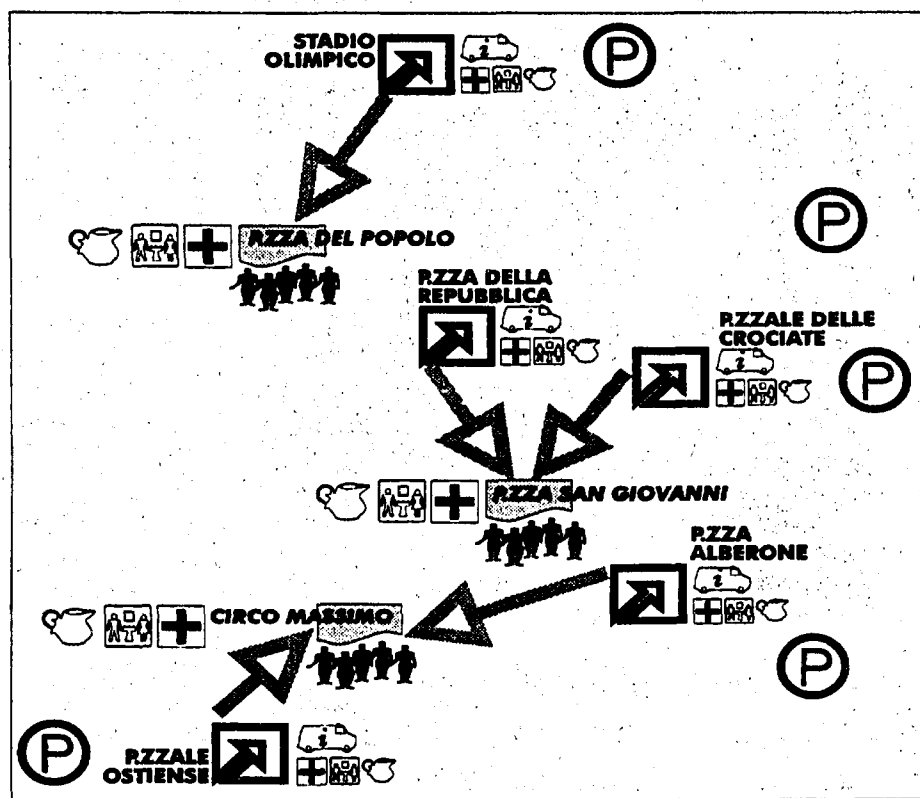 STADIO
OLIMPICO
i
P
P
P.ZZA DEL POPOLO
P.ZZA DELLA
REPUBBLICA
i
P.ZZALE DELLE
CROCIATE
i
P
P.ZZA SAN GIOVANNI
P.ZZA
ALBERONE
i
CIRCO MASSIMO
P
P
P.ZZALE
OSTIENSE
i